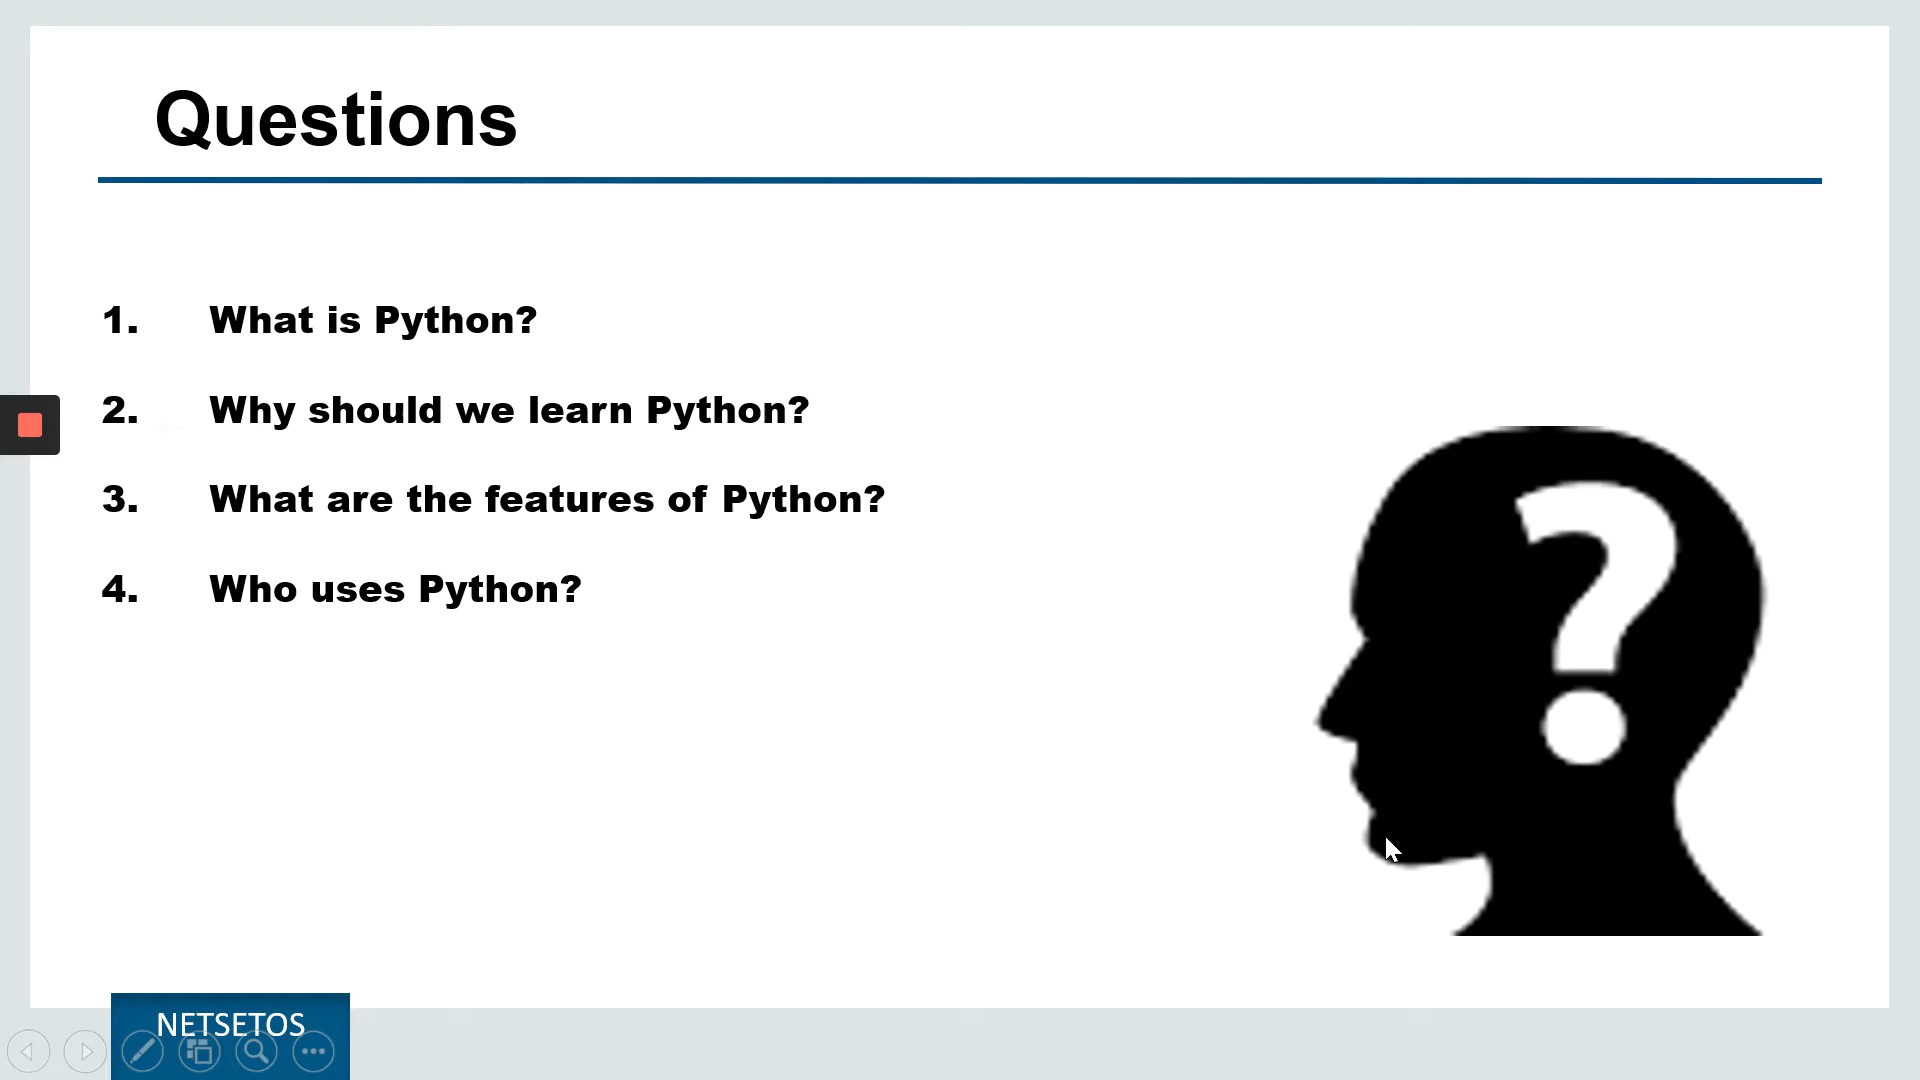 Questions
1. What is Python?
2. Why should we learn Python?
3. What are the features of Python?
4. Who uses Python?
?
NETSETOS